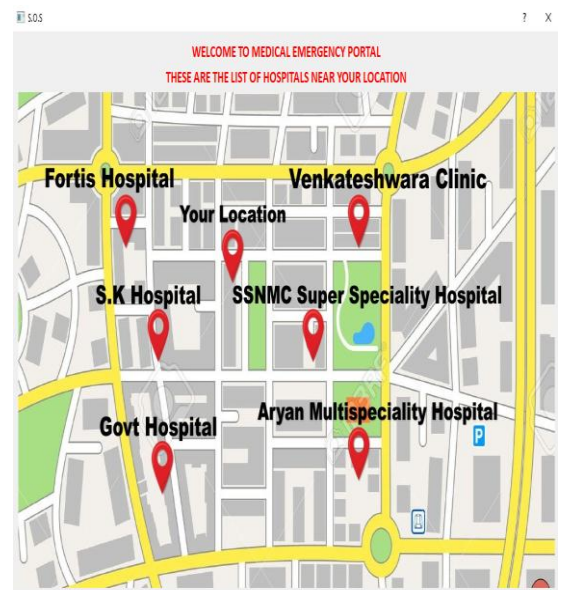 S.O.S
? X
WELCOME TO MEDICAL EMERGENCY PORTAL
THESE ARE THE LIST OF HOSPITALS NEAR YOUR LOCATION
Fortis Hospital
Venkateshwara Clinic
Your Location
S.K Hospital
SSNMC Super Speciality Hospital
Govt Hospital
Aryan Multispeciality Hospital
P